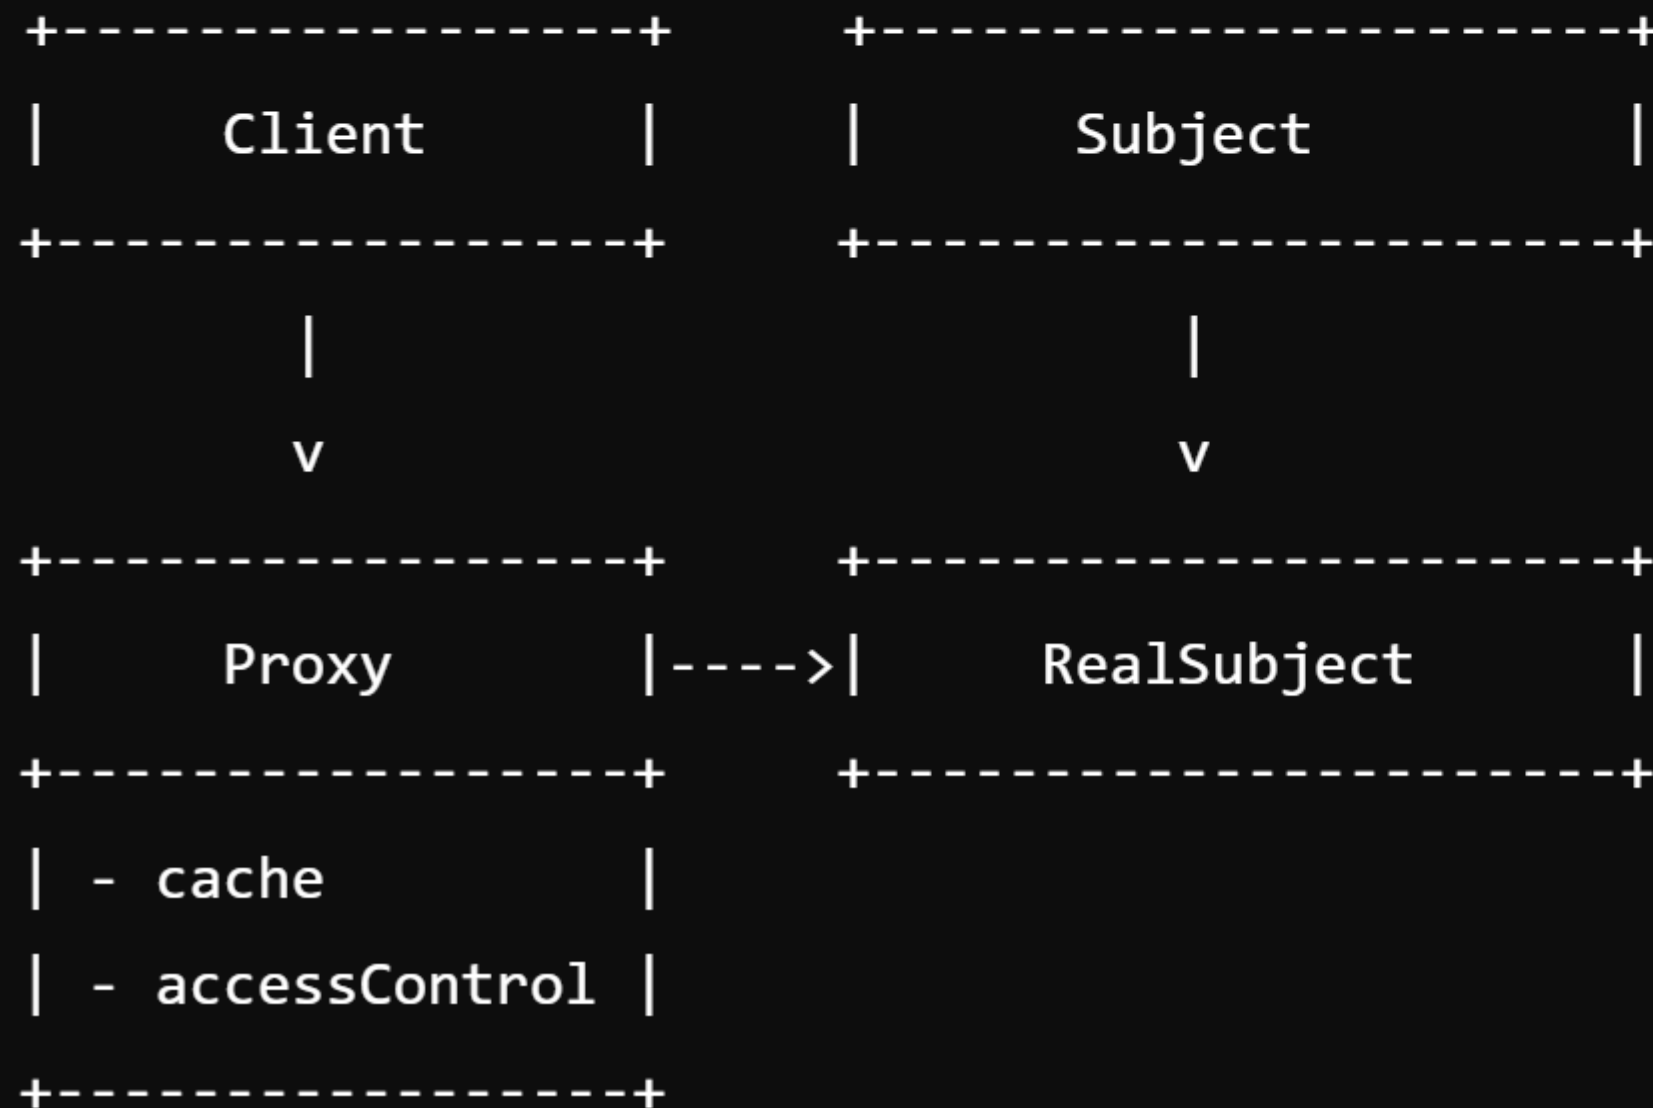 +------------------+     +-----------------------+
|     Client      |     |      Subject         |
+------------------+     +----------------------+
        |                         |
        v                         v
+------------------+     +----------------------+
|     Proxy       |---->|     RealSubject      |
+------------------+     +----------------------+
| - cache         |
| - accessControl |
+------------------+